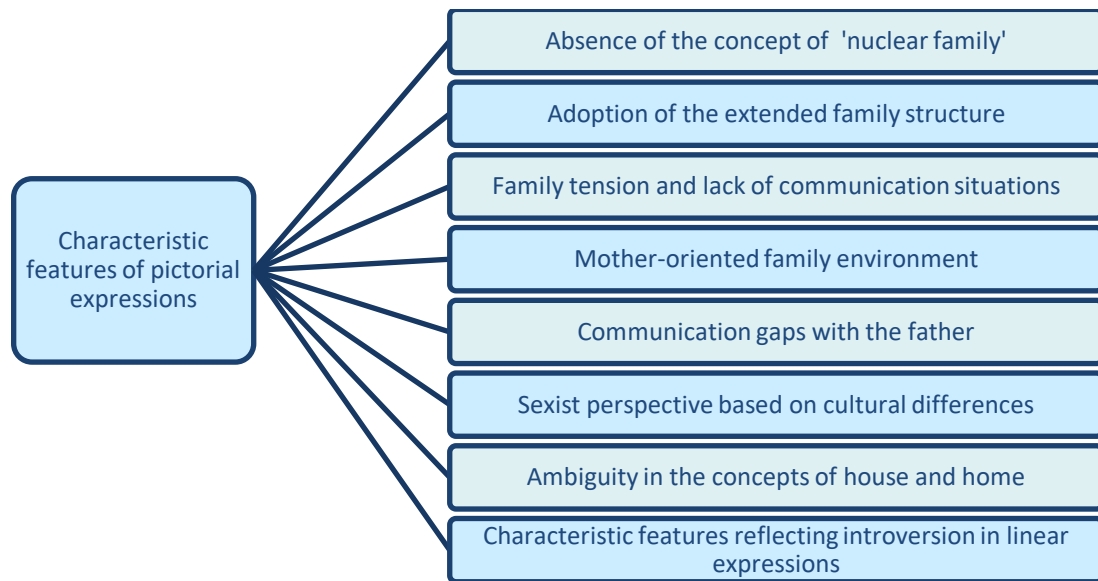 Characteristic
features of pictorial
expressions
Absence of the concept of 'nuclear family'
Adoption of the extended family structure
Family tension and lack of communication situations
Mother-oriented family environment
Communication gaps with the father
Sexist perspective based on cultural differences
Ambiguity in the concepts of house and home
Characteristic features reflecting introversion in linear
expressions